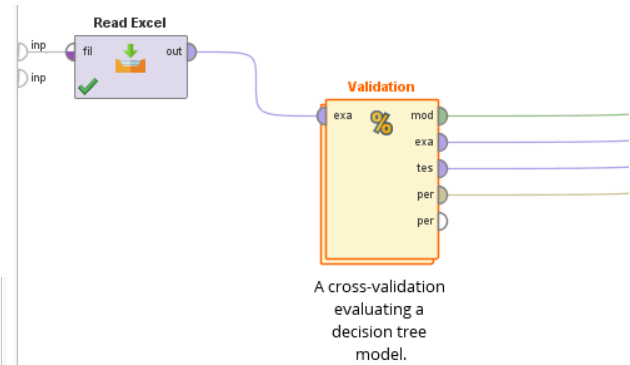 Read Excel
inp
fil
out
inp
Validation
exa
%
mod
exa
tes
per
per
A cross-validation
evaluating a
decision tree
model.